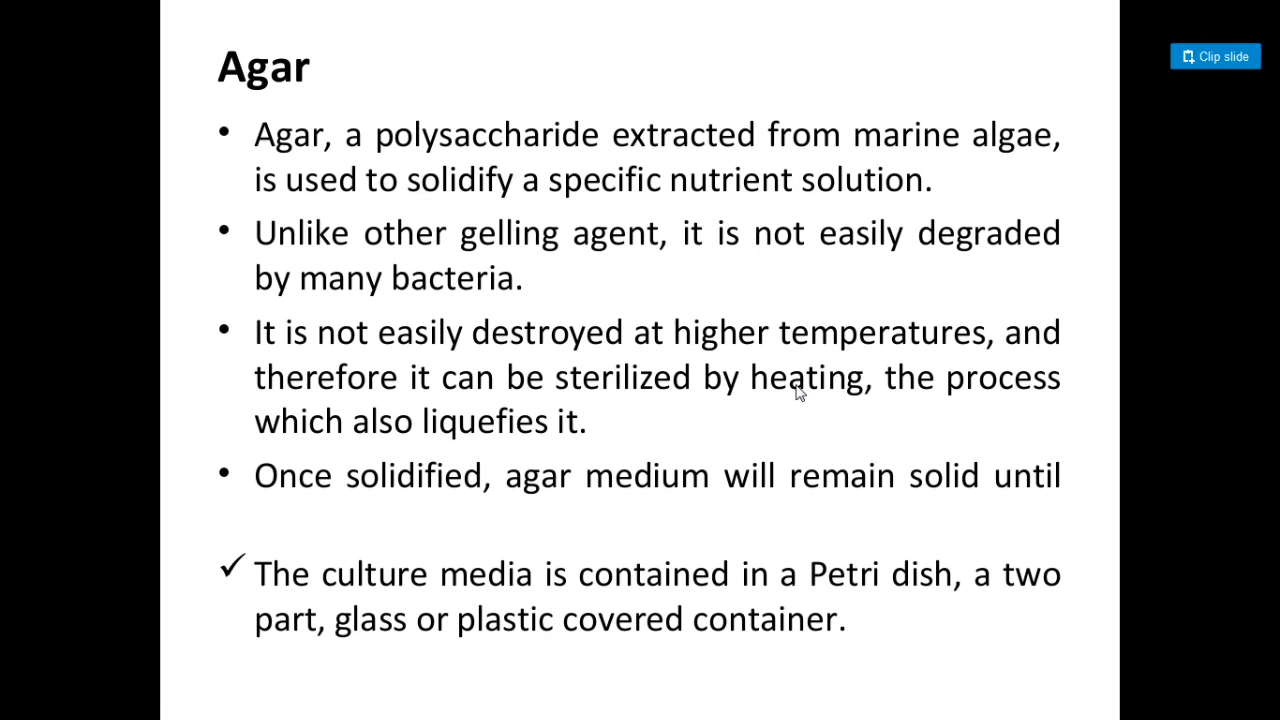 Clip slide
Agar
• Agar, a polysaccharide extracted from marine algae,
is used to solidify a specific nutrient solution.
• Unlike other gelling agent, it is not easily degraded
by many bacteria.
• It is not easily destroyed at higher temperatures, and
therefore it can be sterilized by heating, the process
which also liquefies it.
• Once solidified, agar medium will remain solid until
✓ The culture media is contained in a Petri dish, a two
part, glass or plastic covered container.